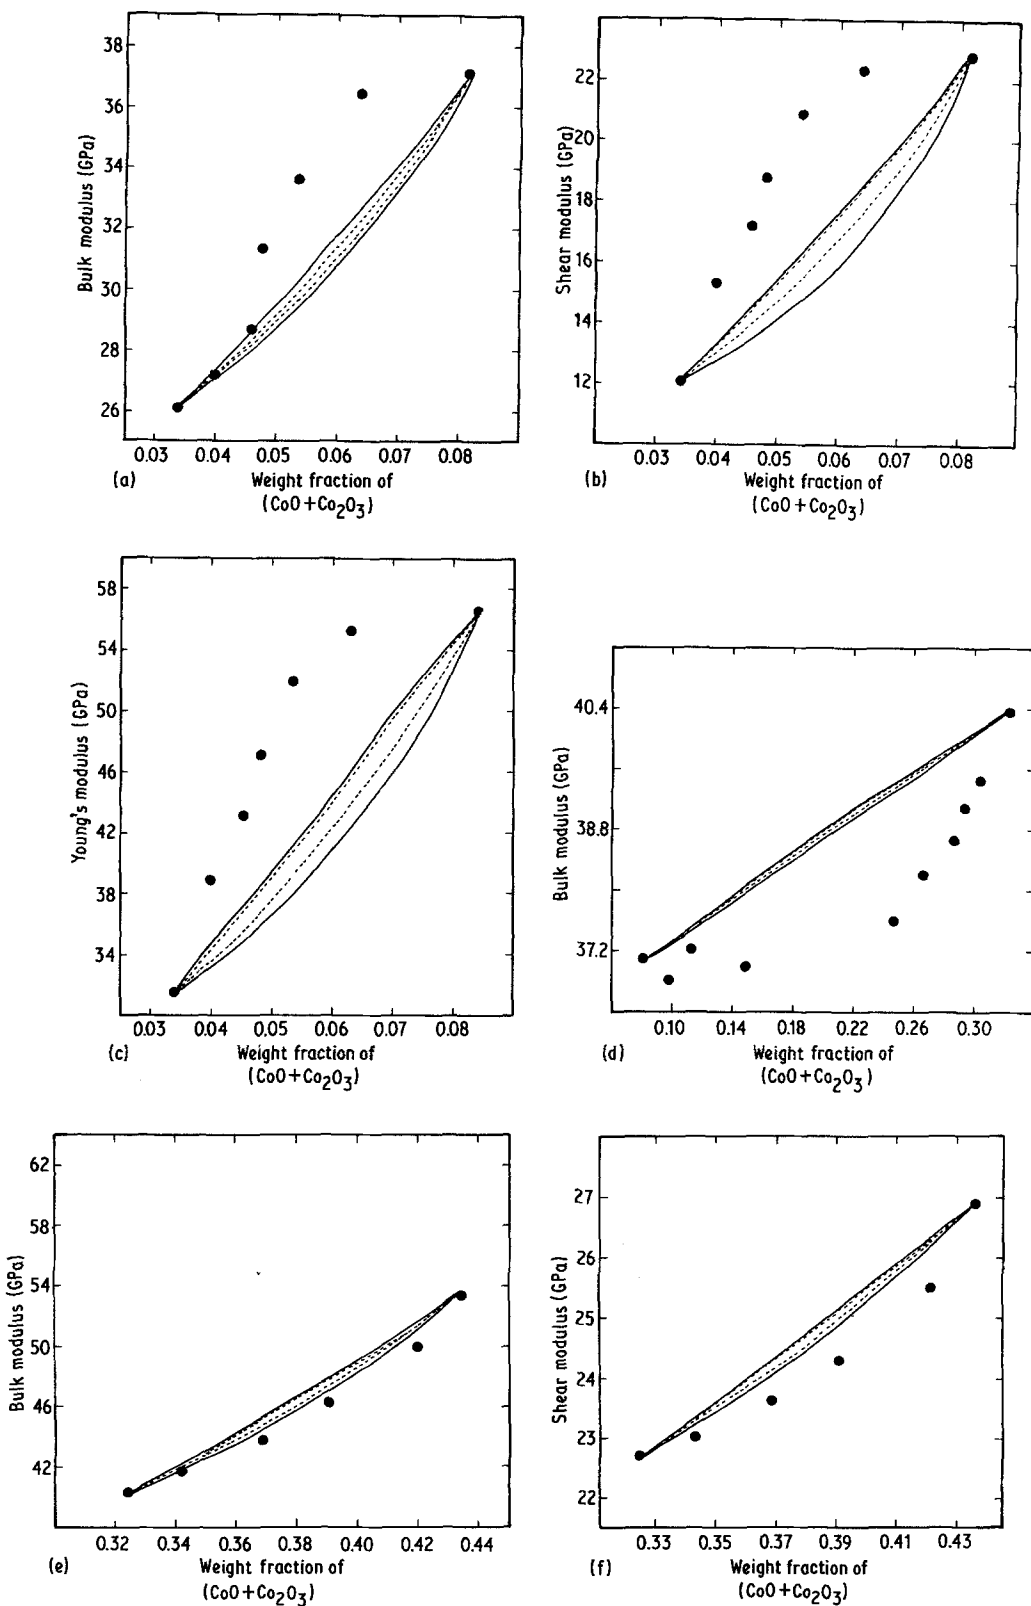 38
36
34
32
30
28
26
Bulk modulus (GPa)
0.03 0.04 0.05 0.06 0.07 0.08
(a)
Weight fraction of
(CoO+Co2O3)
22
20
18
16
14
12
Shear modulus (GPa)
0.03 0.04 0.05 0.06 0.07 0.08
(b)
Weight fraction of
(CoO+Co2O3)
58
54
50
46
42
38
34
Young's modulus (GPa)
0.03 0.04 0.05 0.06 0.07 0.08
(c)
Weight fraction of
(CoO+Co2O3)
40.4
38.8
37.2
Bulk modulus (GPa)
0.10 0.14 0.18 0.22 0.26 0.30
(d)
Weight fraction of
(CoO+Co2O3)
62
58
54
50
46
42
Bulk modulus (GPa)
0.32 0.34 0.36 0.38 0.40 0.42 0.44
(e)
Weight fraction of
(CoO+Co2O3)
27
26
25
24
23
22
Shear modulus (GPa)
0.33 0.35 0.37 0.39 0.41 0.43
(f)
Weight fraction of
(CoO+Co2O3)